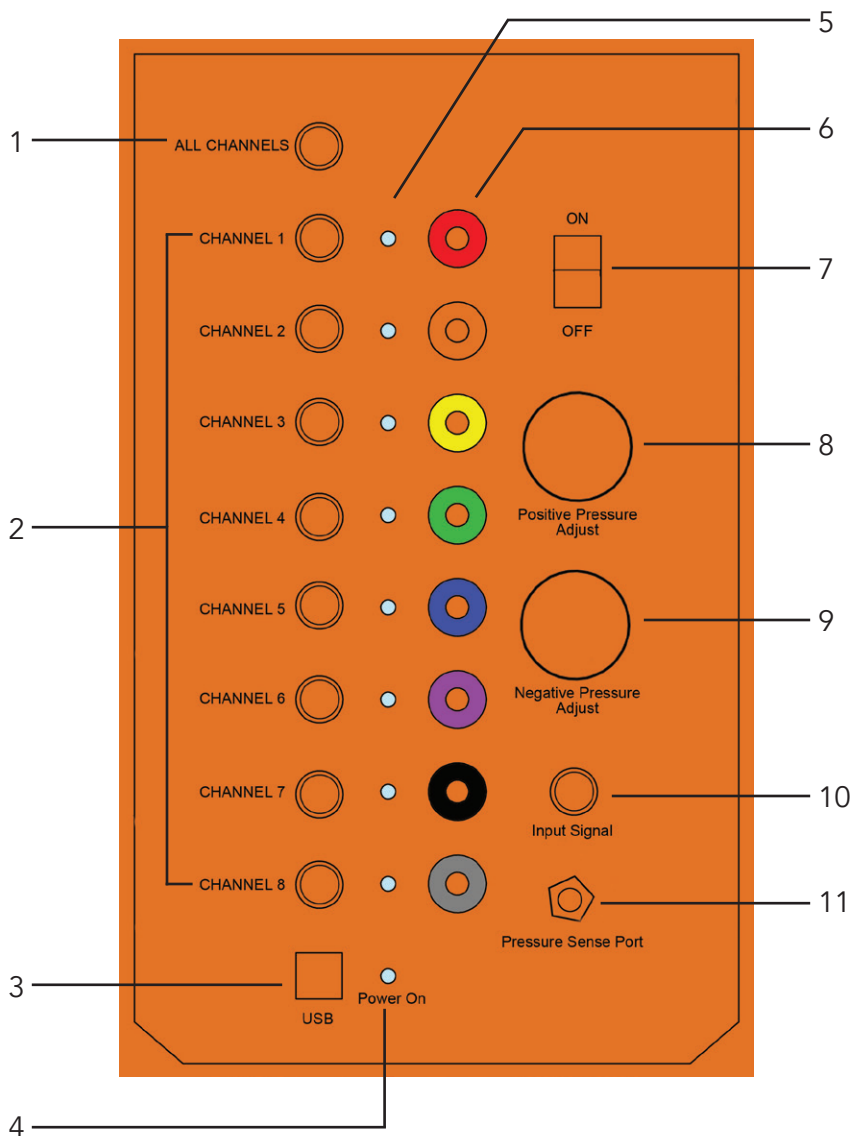 5
6
1
ALL CHANNELS
ON
CHANNEL 1
7
CHANNEL 2
OFF
CHANNEL 3
8
Positive Pressure
Adjust
CHANNEL 4
2
CHANNEL 5
9
Negative Pressure
Adjust
CHANNEL 6
CHANNEL 7
10
Input Signal
CHANNEL 8
11
Pressure Sense Port
3
Power On
USB
4